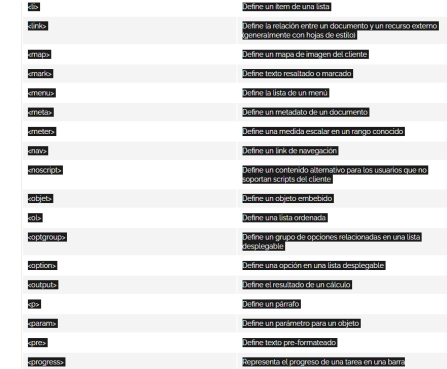 <li> Define un ítem de una lista
<link> Define la relación entre un documento y un recurso externo
(generalmente con hojas de estilo)
<map> Define un mapa de imagen del cliente
<mark> Define texto resaltado o marcado
<menu> Define la lista de un menú
<meta> Define un metadato de un documento
<meter> Define una medida escalar en un rango conocido
<nav> Define un link de navegación
<noscript> Define un contenido alternativo para los usuarios que no
soportan scripts del cliente
<objet> Define un objeto embebido
<ol> Define una lista ordenada
<optgroup> Define un grupo de opciones relacionadas en una lista
desplegable
<option> Define una opción en una lista desplegable
<output> Define el resultado de un cálculo
<p> Define un párrafo
<param> Define un parámetro para un objeto
<pre> Define texto pre-formateado
<progress> Representa el progreso de una tarea en una barra